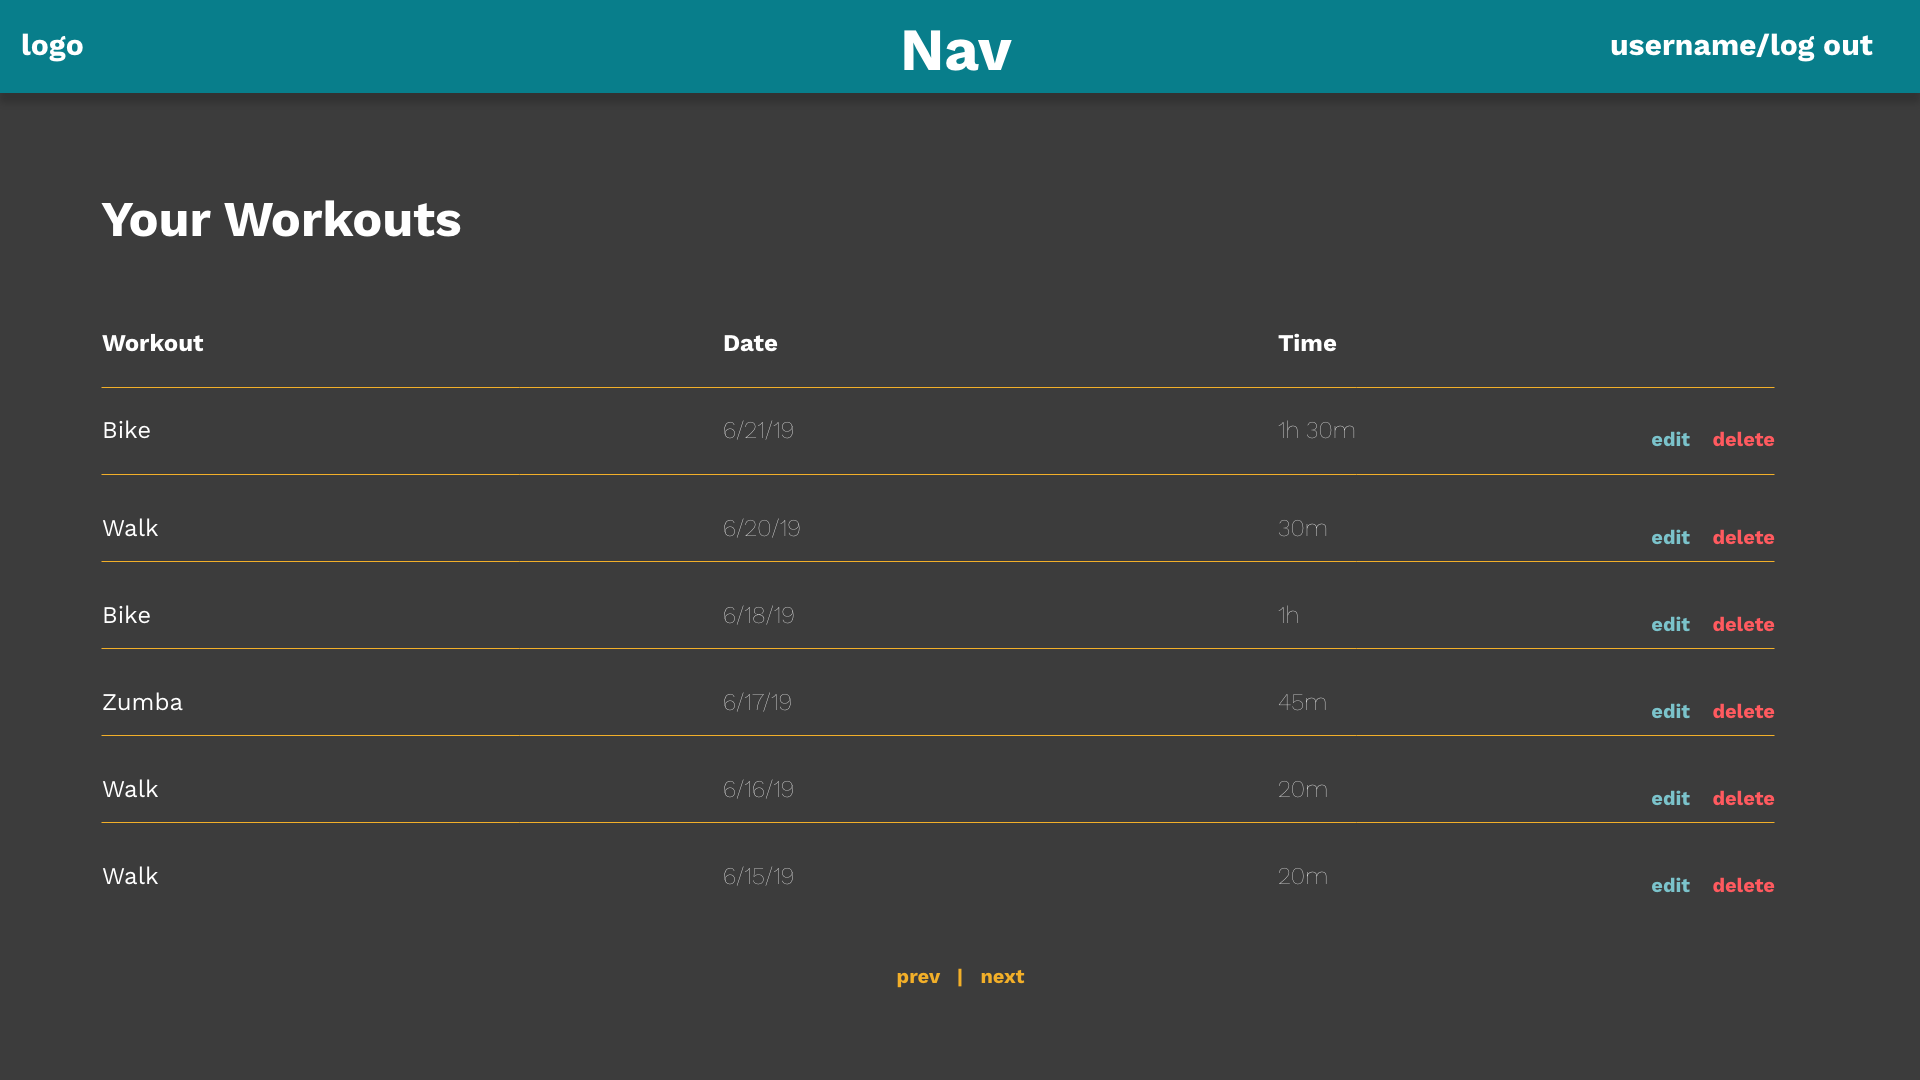 logo Nav username/log out
Your Workouts
Workout Date Time
Bike 6/21/19 1h 30m edit delete
Walk 6/20/19 30m edit delete
Bike 6/18/19 1h edit delete
Zumba 6/17/19 45m edit delete
Walk 6/16/19 20m edit delete
Walk 6/15/19 20m edit delete
prev | next